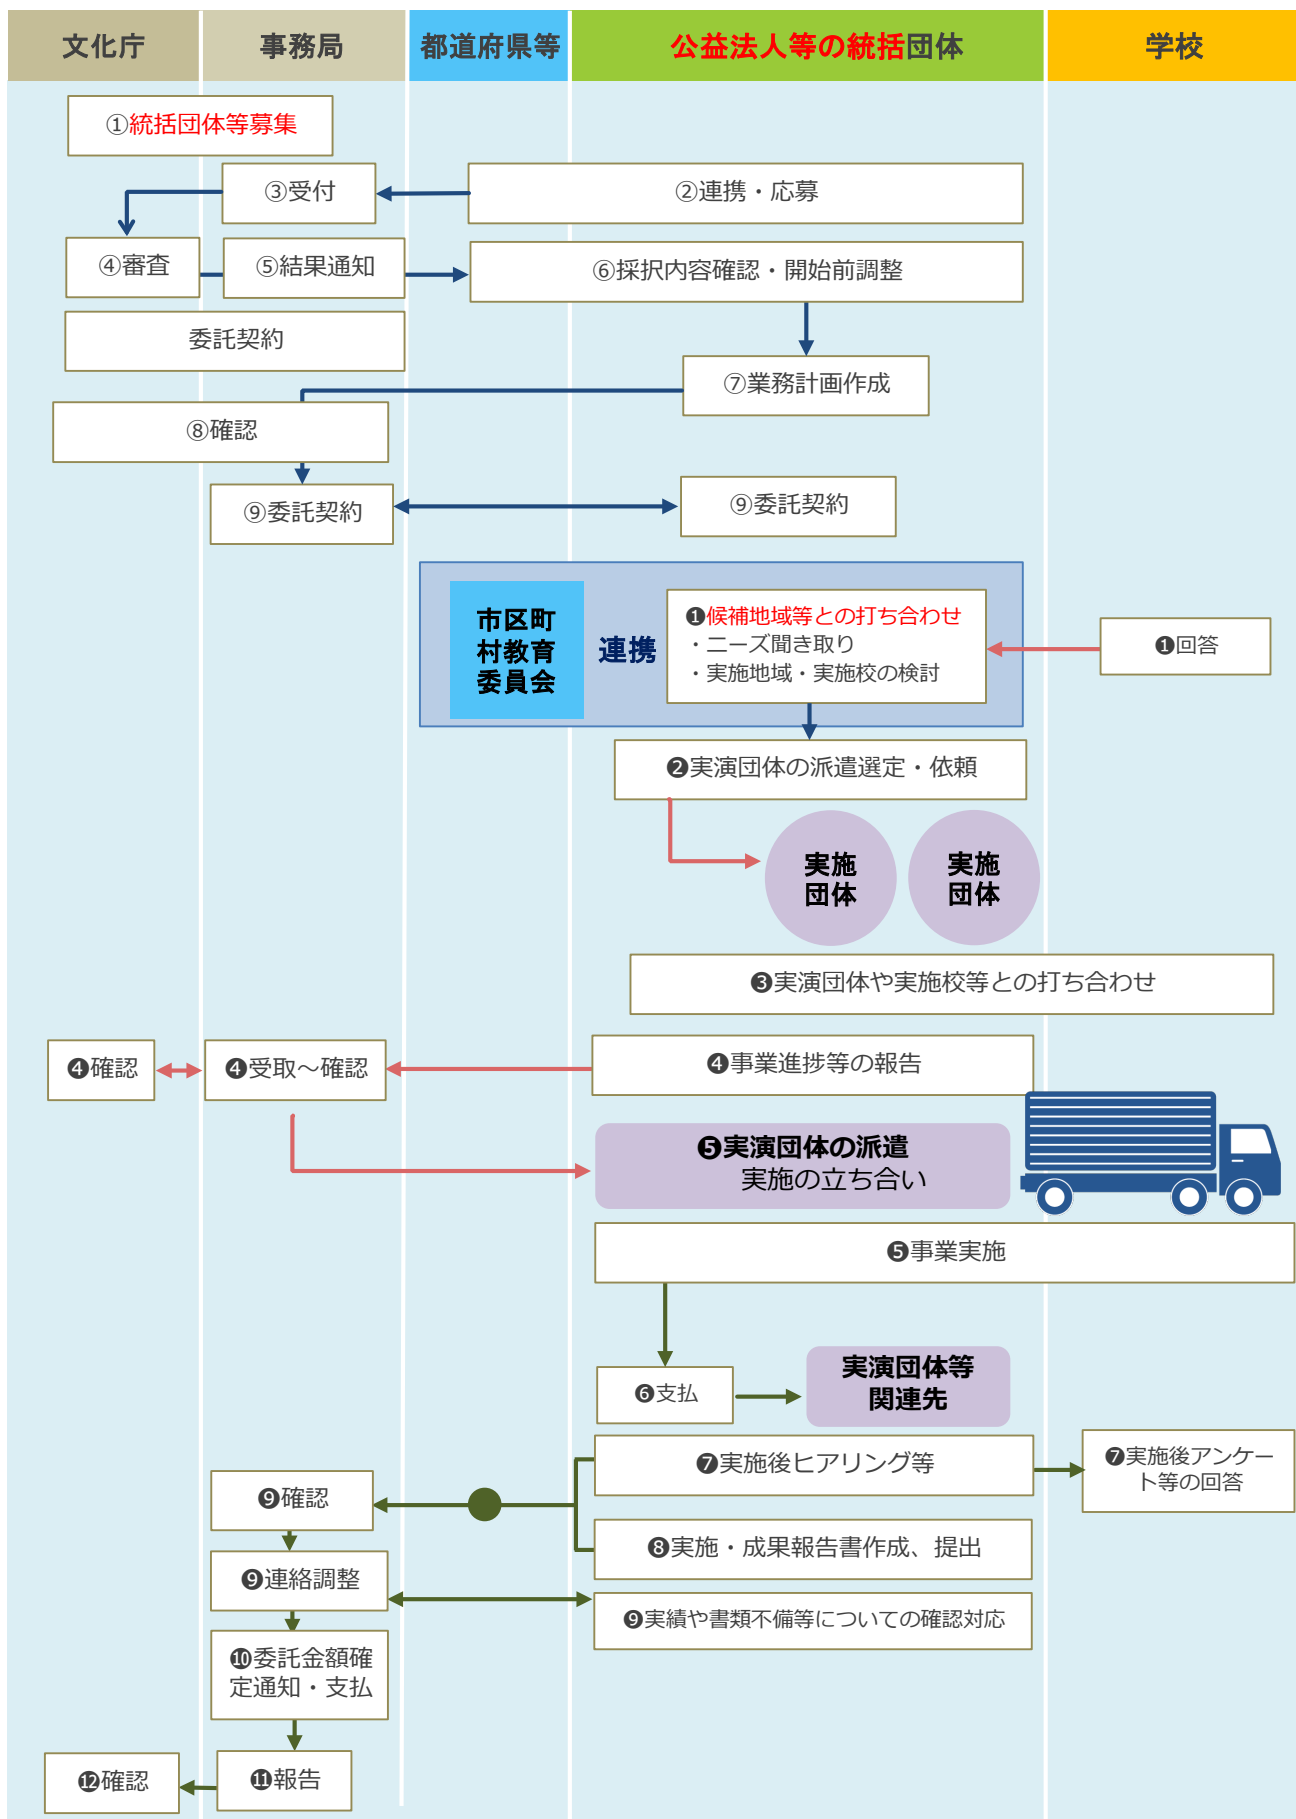 文化庁
事務局
都道府県等
公益法人等の統括団体
学校
①統括団体等募集
③受付
②連携・応募
④審査
⑤結果通知
⑥採択内容確認・開始前調整
委託契約
⑦業務計画作成
⑧確認
⑨委託契約
⑨委託契約
市区町
村教育
委員会
連携
❶候補地域等との打ち合わせ
・ニーズ聞き取り
・実施地域・実施校の検討
❶回答
❷実演団体の派遣選定・依頼
実施
団体
実施
団体
❸実演団体や実施校等との打ち合わせ
❹確認
❹受取～確認
❹事業進捗等の報告
❺実演団体の派遣
実施の立ち合い
❺事業実施
❻支払
実演団体等
関連先
❼実施後ヒアリング等
❼実施後アンケー
ト等の回答
❾確認
❽実施・成果報告書作成、提出
❾連絡調整
❾実績や書類不備等についての確認対応
❿委託金額確
定通知・支払
⓬確認
⓫報告